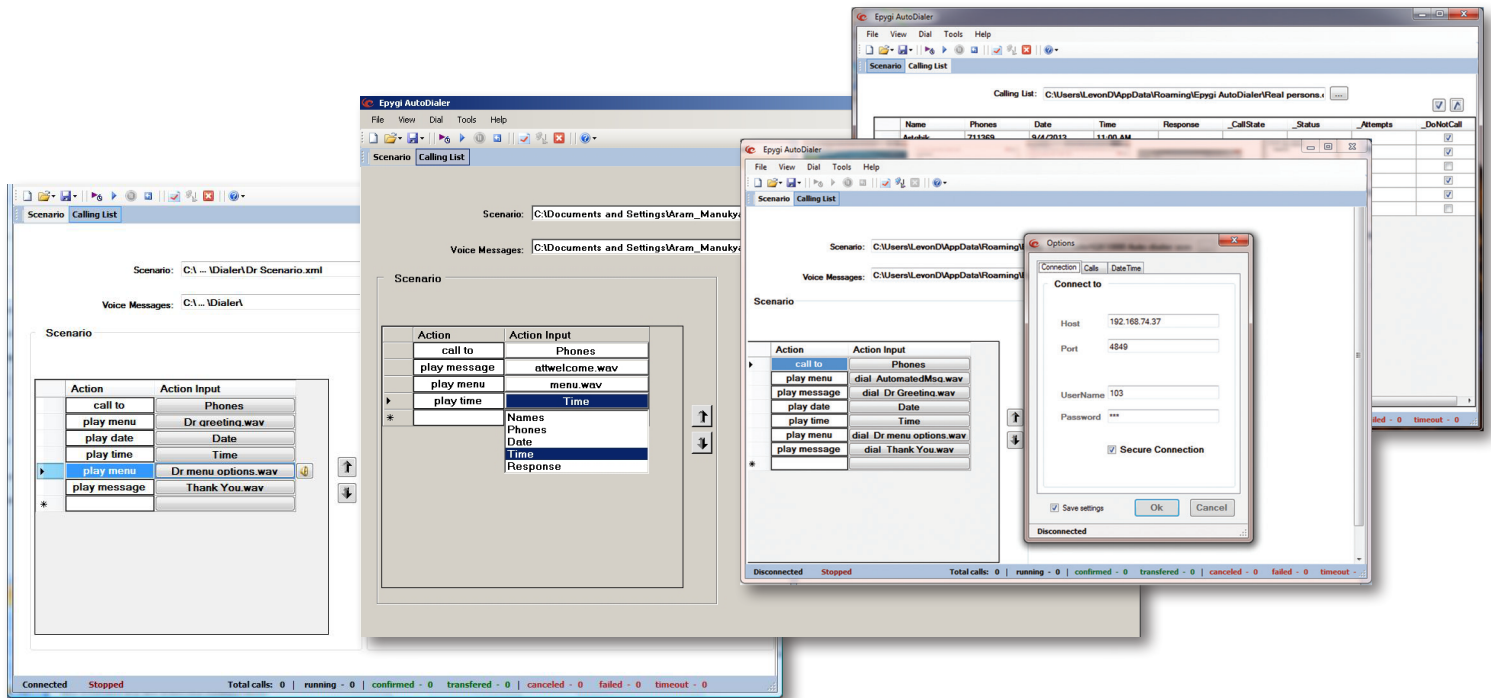 Epygi AutoDialer
File View Dial Tools Help
Scenario Calling List
Calling List: C:\Users\LevonD\AppData\Roaming\Epygi AutoDialer\Real persons.c ...
Name Phones Date Time Response _CallState _Status _Attempts _DoNotCall
711369 9/4/2013 11:00 AM
failed - 0 timeout - 0
Epygi AutoDialer
File View Dial Tools Help
Scenario Calling List
Scenario: C:\Documents and Settings\Aram_Manukya
Voice Messages: C:\Documents and Settings\Aram_Manukya
Scenario
Action Action Input
call to Phones
play message attwelcome.wav
play menu menu.wav
play time Time
*
Names
Phones
Date
Time
Response
Epygi AutoDialer
File View Dial Tools Help
Scenario Calling List
Scenario: C:\Users\LevonD\AppData\Roaming\
Voice Messages: C:\Users\LevonD\AppData\Roaming\
Scenario
Action Action Input
call to Phones
play menu dial_AutomatedMsg.wav
play message dial_Dr Greeting.wav
play date Date
play time Time
play menu dial_Dr menu options.wav
play message dial_Thank You.wav
*
Disconnected Stopped Total calls: 0 | running - 0 | confirmed - 0 transfered - 0 | canceled - 0 failed - 0 timeout -
Options
Connection Calls DateTime
Connect to
Host 192.168.74.37
Port 4849
UserName 103
Password ***
Secure Connection
Save settings Ok Cancel
Disconnected
Scenario Calling List
Scenario: C:\ ... \Dialer\Dr Scenario.xml
Voice Messages: C:\ ... \Dialer\
Scenario
Action Action Input
call to Phones
play menu Dr greeting.wav
play date Date
play time Time
play menu Dr menu options.wav
play message Thank You.wav
*
Connected Stopped Total calls: 0 | running - 0 | confirmed - 0 transfered - 0 | canceled - 0 failed - 0 timeout - 0